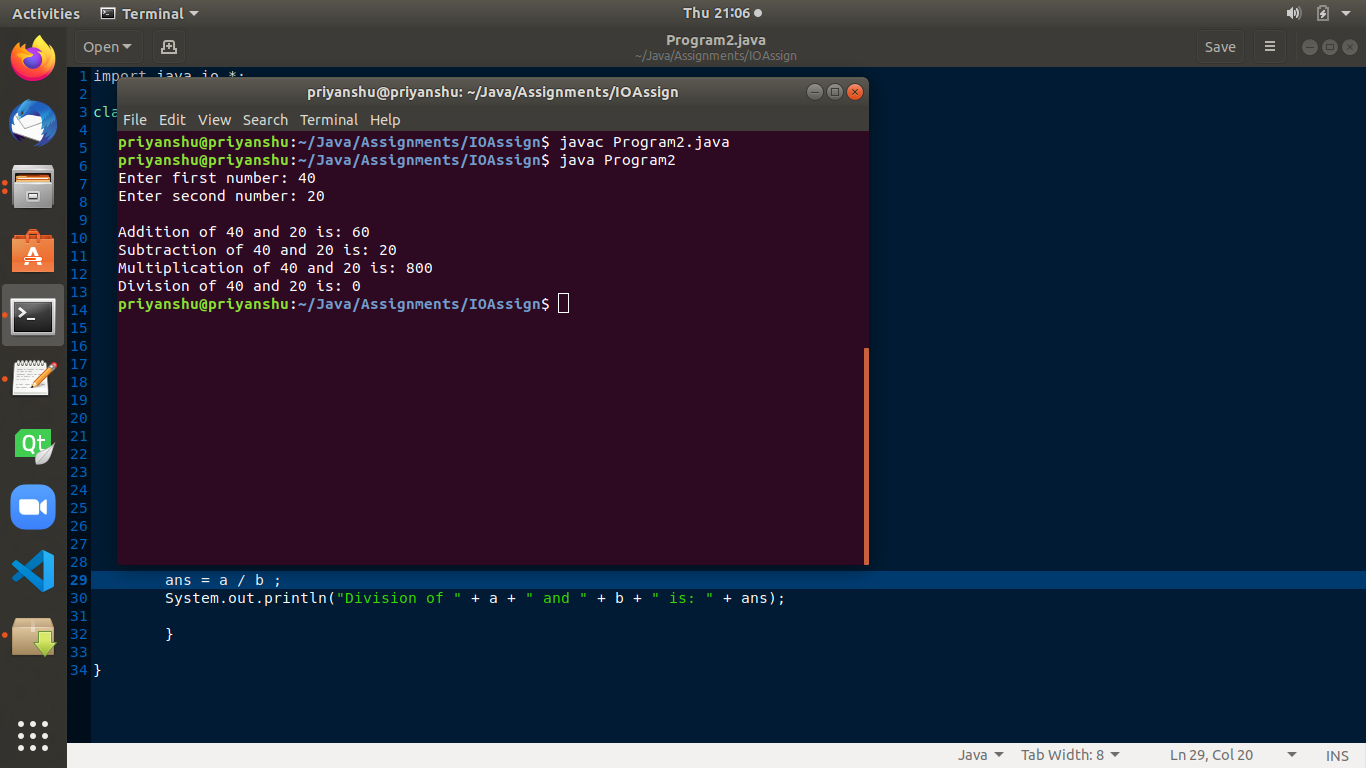 Activities Terminal Thu 21:06
Open Program2.java Save
~/Java/Assignments/IOAssign
1 import java.io.*;
2
3 cla
4
5
6
7
8
9
10
11
12
13
14
15
16
17
18
19
20
21
22
23
24
25
26
27
28
29 ans = a / b ;
30 System.out.println("Division of " + a + " and " + b + " is: " + ans);
31
32 }
33
34 }
priyanshu@priyanshu: ~/Java/Assignments/IOAssign
File Edit View Search Terminal Help
priyanshu@priyanshu:~/Java/Assignments/IOAssign$ javac Program2.java
priyanshu@priyanshu:~/Java/Assignments/IOAssign$ java Program2
Enter first number: 40
Enter second number: 20
Addition of 40 and 20 is: 60
Subtraction of 40 and 20 is: 20
Multiplication of 40 and 20 is: 800
Division of 40 and 20 is: 0
priyanshu@priyanshu:~/Java/Assignments/IOAssign$
Qt
Java Tab Width: 8 Ln 29, Col 20 INS